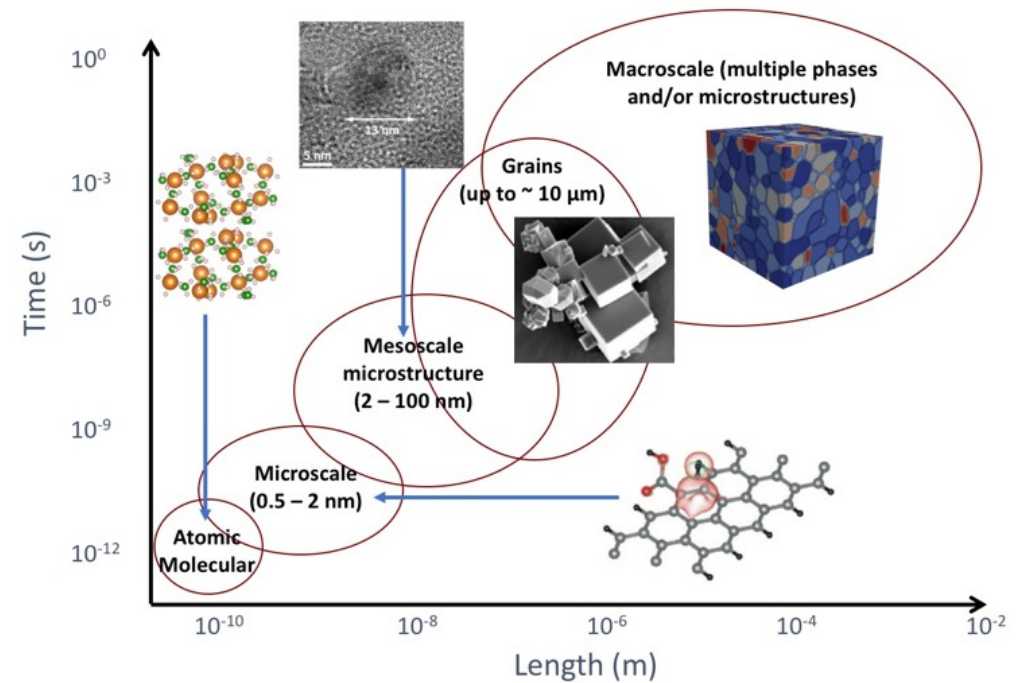 10⁰
10⁻³
10⁻⁶
10⁻⁹
10⁻¹²
Time (s)
13 nm
5 nm
Macroscale (multiple phases
and/or microstructures)
Grains
(up to ~ 10 µm)
Mesoscale
microstructure
(2 – 100 nm)
Microscale
(0.5 – 2 nm)
Atomic
Molecular
10⁻¹⁰
10⁻⁸
10⁻⁶
10⁻⁴
10⁻²
Length (m)